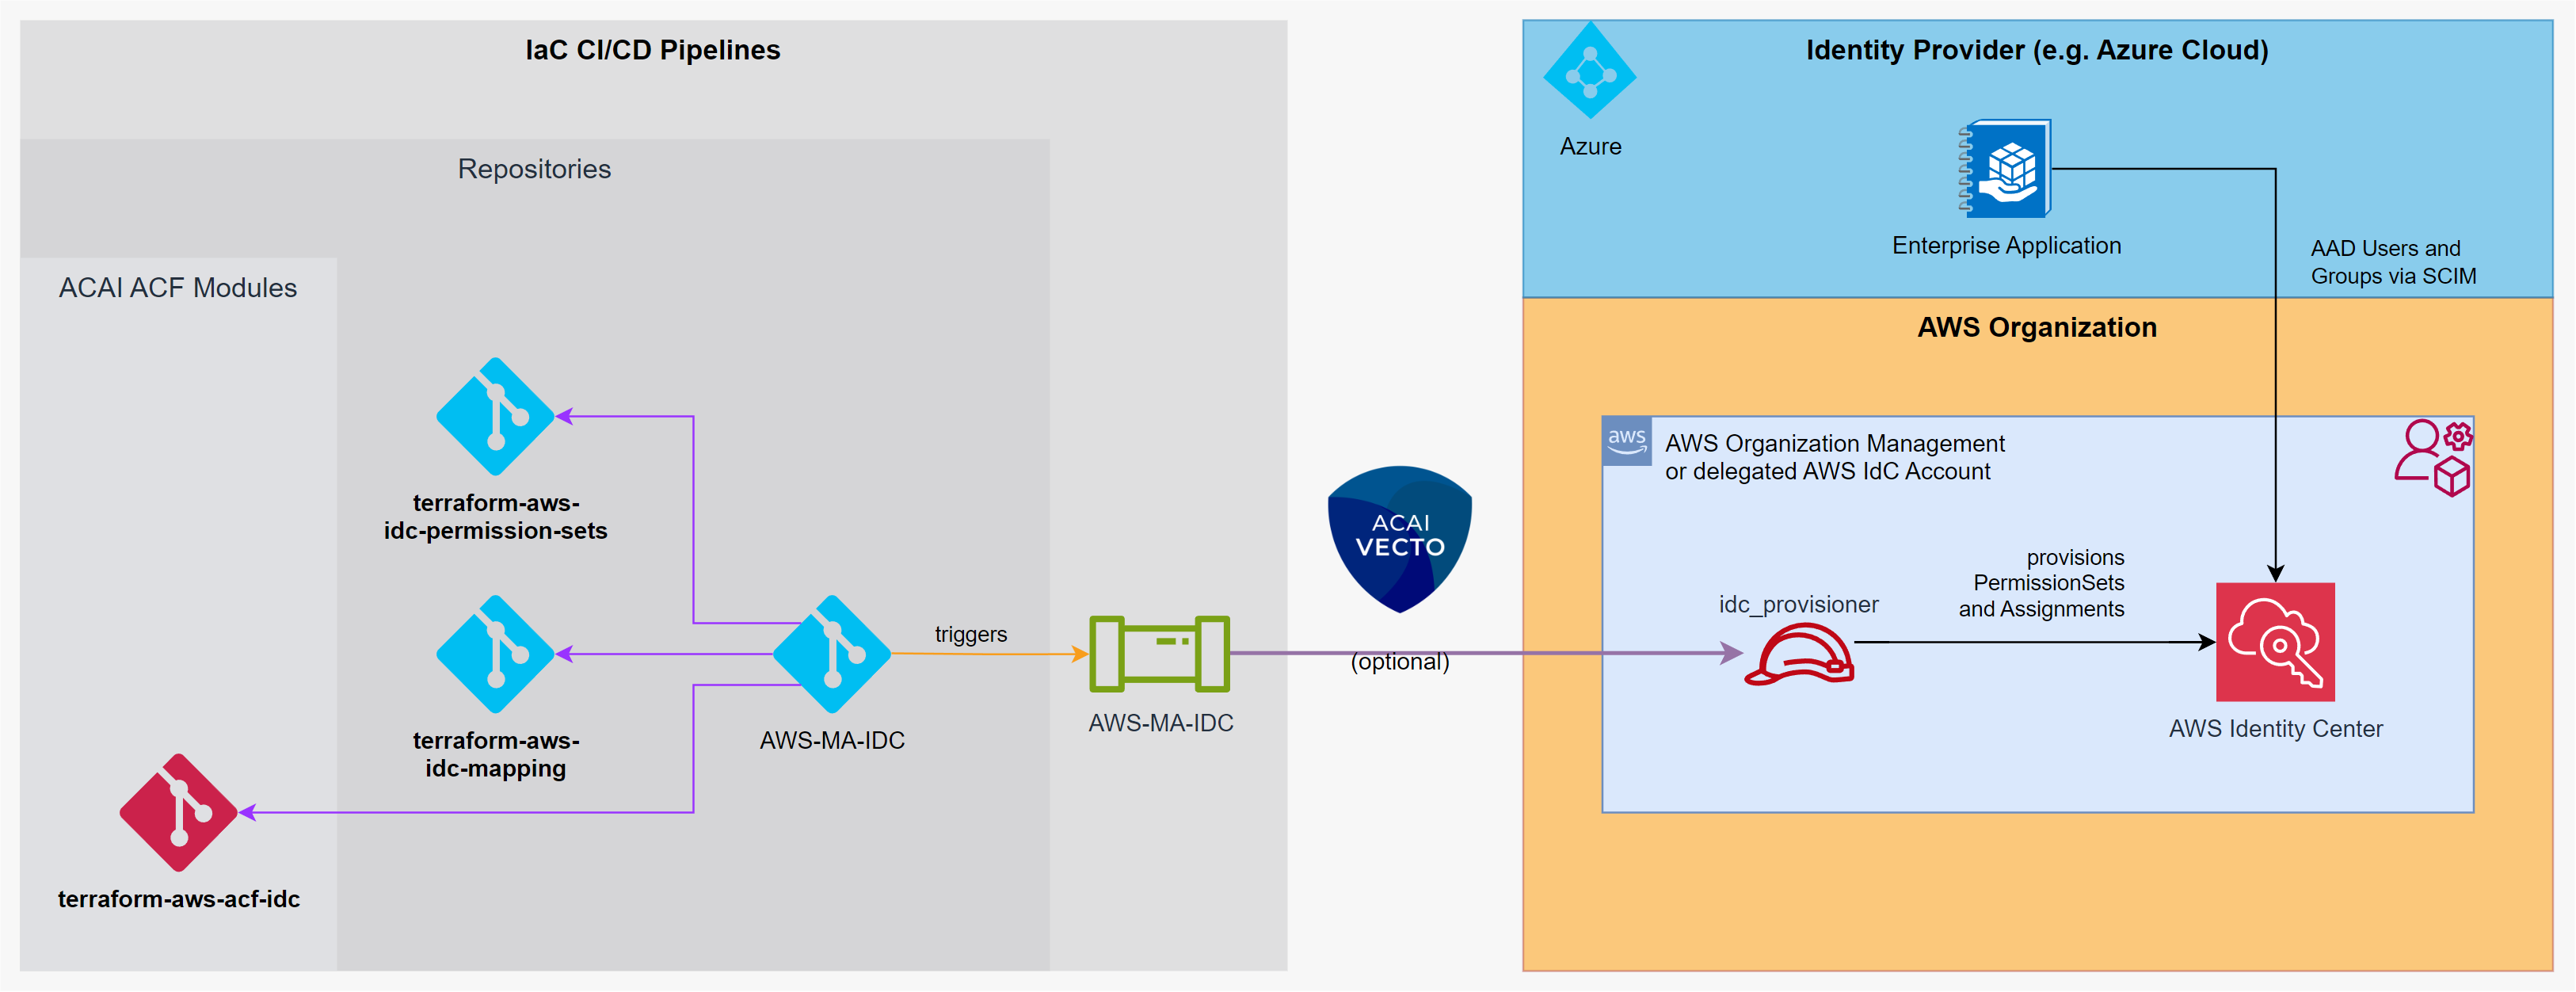 IaC CI/CD Pipelines
Repositories
ACAI ACF Modules
terraform-aws-
idc-permission-sets
terraform-aws-
idc-mapping
terraform-aws-acf-idc
AWS-MA-IDC
triggers
AWS-MA-IDC
ACAI
VECTO
(optional)
Identity Provider (e.g. Azure Cloud)
Azure
Enterprise Application
AAD Users and
Groups via SCIM
AWS Organization
aws
AWS Organization Management
or delegated AWS IdC Account
idc_provisioner
provisions
PermissionSets
and Assignments
AWS Identity Center